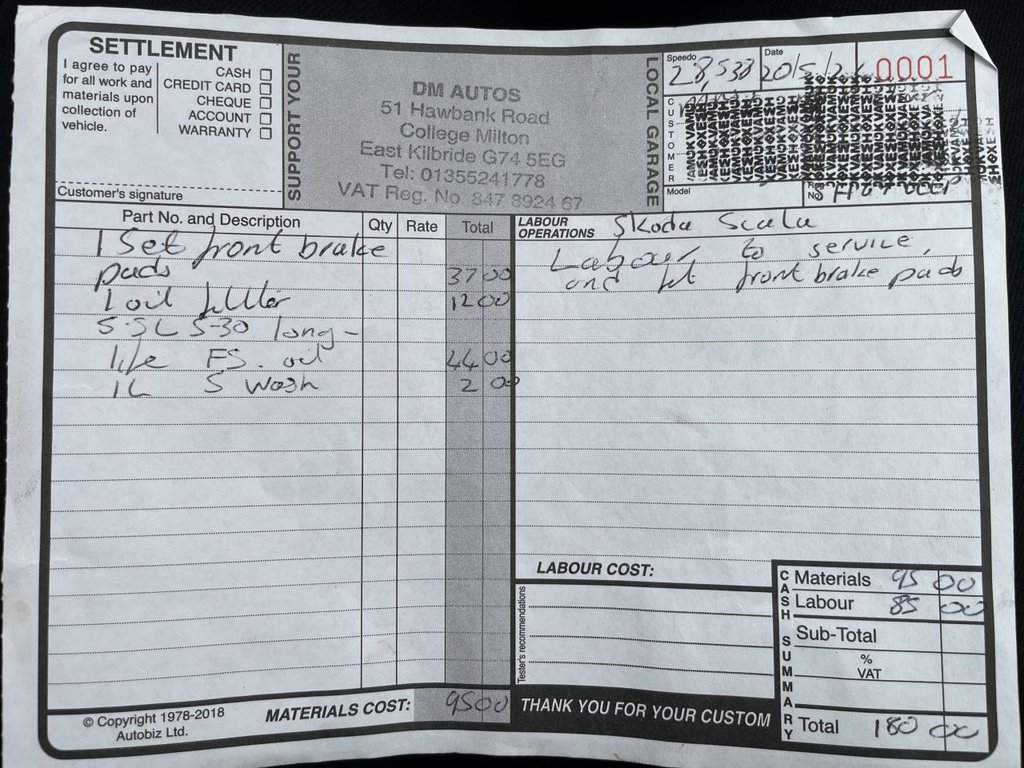 SETTLEMENT
I agree to pay
for all work and
materials upon
collection of
vehicle.
CASH
CREDIT CARD
CHEQUE
ACCOUNT
WARRANTY
Customer's signature
SUPPORT YOUR
DM AUTOS
51 Hawbank Road
College Milton
East Kilbride G74 5EG
Tel: 01355241778
VAT Reg. No. 847 8924 67
LOCAL GARAGE
Speedo
28,538
Date
20/5/21
0001
CUSTOMER
Model
Part No. and Description Qty Rate Total
1 Set front brake
pads 37 00
1 oil filter 12 00
5.5L 5-30 long-
life FS. oil 44 00
1L S wash 2 00
MATERIALS COST: 95 00
© Copyright 1978-2018
Autobiz Ltd.
LABOUR
OPERATIONS
Skoda Scala
Labour to service,
and fit front brake pads
LABOUR COST:
Tester's recommendations
THANK YOU FOR YOUR CUSTOM
CASH SUMMARY
Materials 95 00
Labour 85 00
Sub-Total
%
VAT
Total 180 00